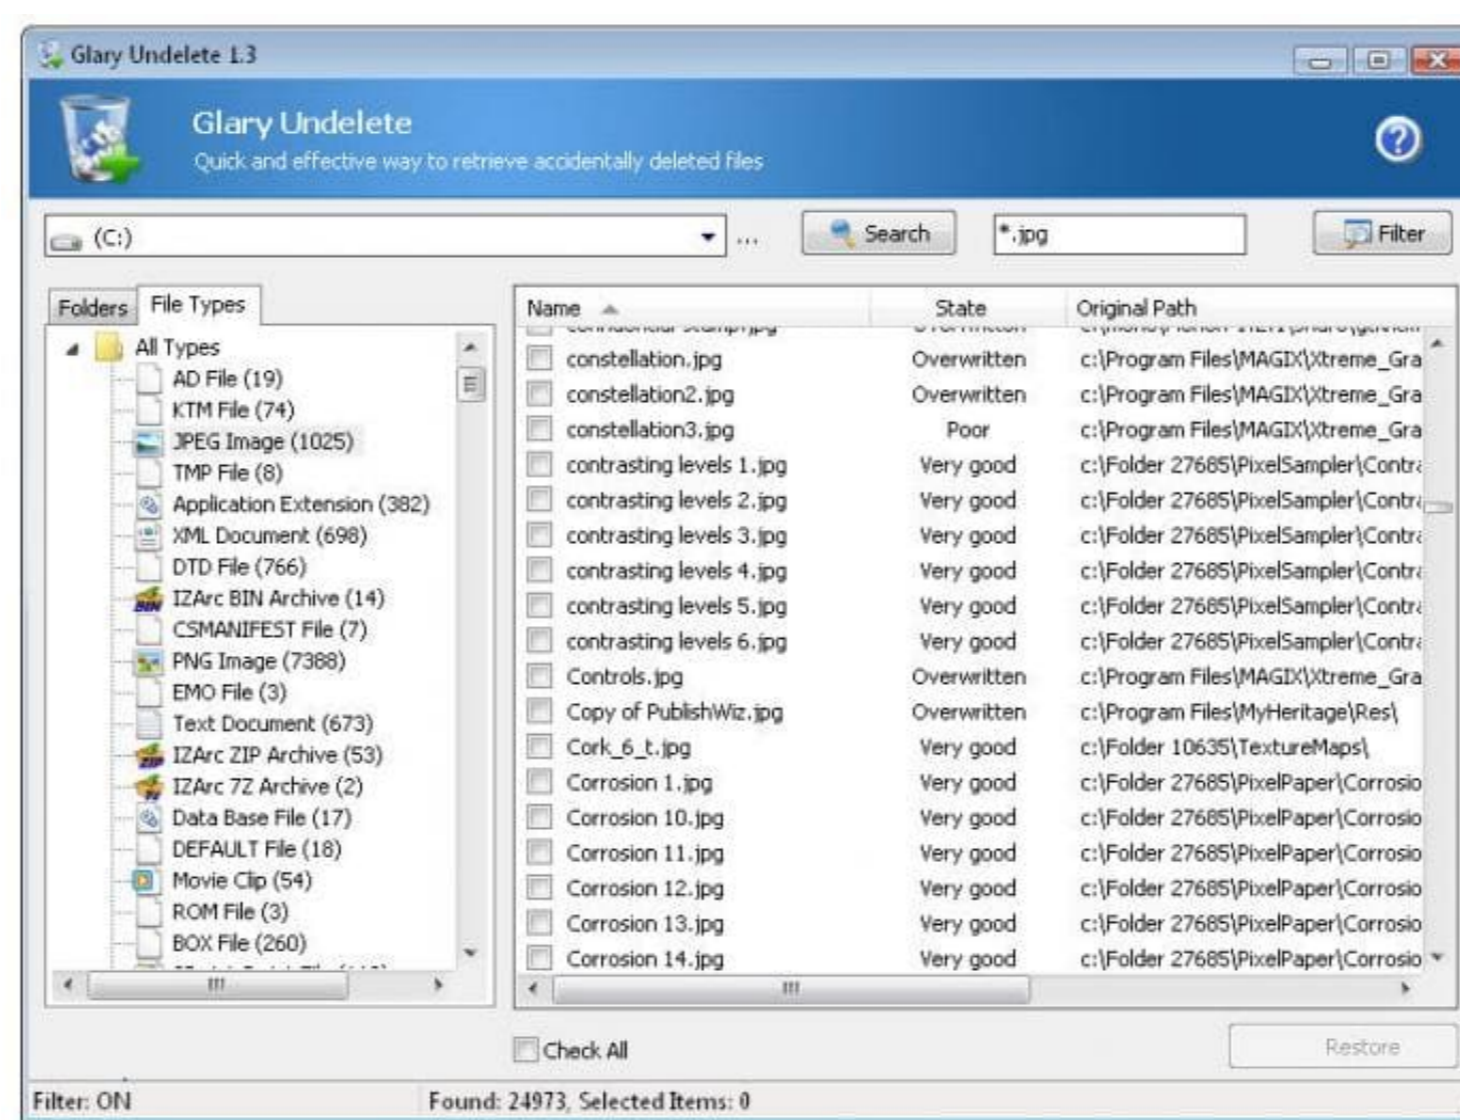 Glary Undelete 1.3
Glary Undelete
Quick and effective way to retrieve accidentally deleted files
(C:) ... Search *.jpg Filter
Folders File Types
All Types
AD File (19)
KTM File (74)
JPEG Image (1025)
TMP File (8)
Application Extension (382)
XML Document (698)
DTD File (766)
IZArc BIN Archive (14)
CSMANIFEST File (7)
PNG Image (7388)
EMO File (3)
Text Document (673)
IZArc ZIP Archive (53)
IZArc 7Z Archive (2)
Data Base File (17)
DEFAULT File (18)
Movie Clip (54)
ROM File (3)
BOX File (260)
Name State Original Path
constellation.jpg Overwritten c:\Program Files\MAGIX\Xtreme_Gra
constellation2.jpg Overwritten c:\Program Files\MAGIX\Xtreme_Gra
constellation3.jpg Poor c:\Program Files\MAGIX\Xtreme_Gra
contrasting levels 1.jpg Very good c:\Folder 27685\PixelSampler\Contra
contrasting levels 2.jpg Very good c:\Folder 27685\PixelSampler\Contra
contrasting levels 3.jpg Very good c:\Folder 27685\PixelSampler\Contra
contrasting levels 4.jpg Very good c:\Folder 27685\PixelSampler\Contra
contrasting levels 5.jpg Very good c:\Folder 27685\PixelSampler\Contra
contrasting levels 6.jpg Very good c:\Folder 27685\PixelSampler\Contra
Controls.jpg Overwritten c:\Program Files\MAGIX\Xtreme_Gra
Copy of PublishWiz.jpg Overwritten c:\Program Files\MyHeritage\Res\
Cork_6_t.jpg Very good c:\Folder 10635\TextureMaps\
Corrosion 1.jpg Very good c:\Folder 27685\PixelPaper\Corrosio
Corrosion 10.jpg Very good c:\Folder 27685\PixelPaper\Corrosio
Corrosion 11.jpg Very good c:\Folder 27685\PixelPaper\Corrosio
Corrosion 12.jpg Very good c:\Folder 27685\PixelPaper\Corrosio
Corrosion 13.jpg Very good c:\Folder 27685\PixelPaper\Corrosio
Corrosion 14.jpg Very good c:\Folder 27685\PixelPaper\Corrosio
Check All Restore
Filter: ON Found: 24973, Selected Items: 0